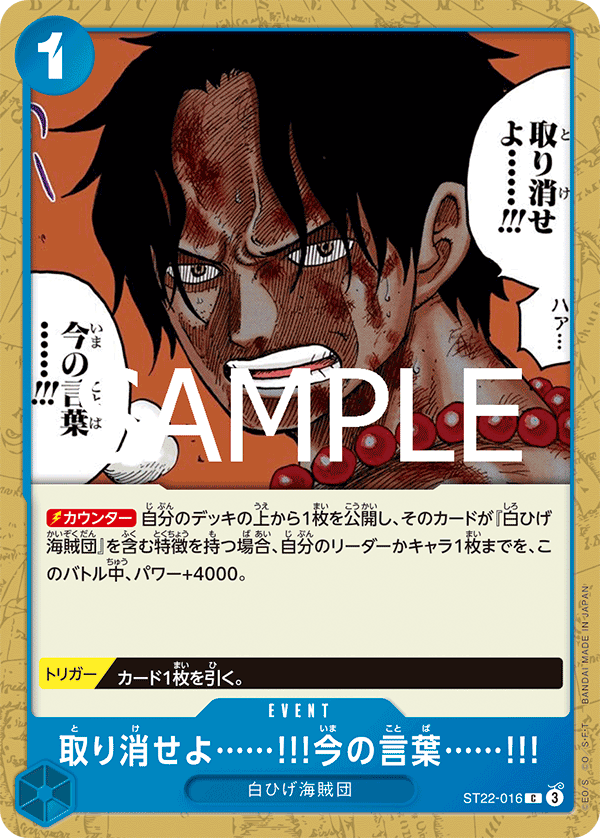 1
取り消せ
よ……!!!
ハァ…
今の言葉
……!!!
SAMPLE
カウンター 自分のデッキの上から1枚を公開し、そのカードが『白ひげ
海賊団』を含む特徴を持つ場合、自分のリーダーかキャラ1枚までを、こ
のバトル中、パワー+4000。
トリガー カード1枚を引く。
EVENT
取り消せよ……!!!今の言葉……!!!
白ひげ海賊団
ST22-016 C 3
BANDAI MADE IN JAPAN